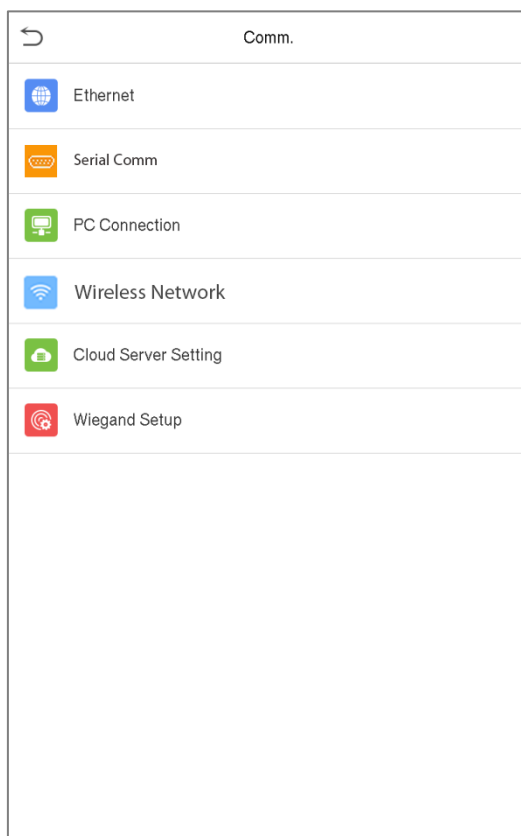 Comm.
Ethernet
Serial Comm
PC Connection
Wireless Network
Cloud Server Setting
Wiegand Setup